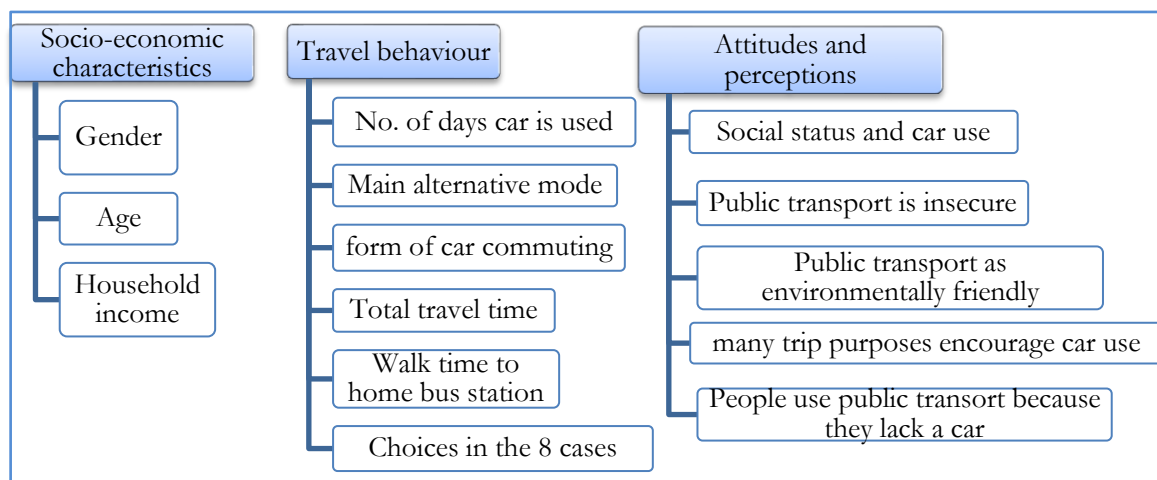 Socio-economic
characteristics
Gender
Age
Household
income
Travel behaviour
No. of days car is used
Main alternative mode
form of car commuting
Total travel time
Walk time to
home bus station
Choices in the 8 cases
Attitudes and
perceptions
Social status and car use
Public transport is insecure
Public transport as
environmentally friendly
many trip purposes encourage car use
People use public transort because
they lack a car